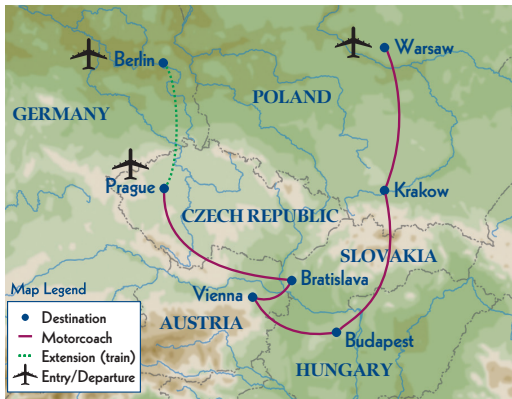 Warsaw
Berlin
POLAND
GERMANY
Prague
Krakow
CZECH REPUBLIC
SLOVAKIA
Bratislava
Vienna
AUSTRIA
Budapest
HUNGARY
Map Legend
Destination
Motorcoach
Extension (train)
Entry/Departure